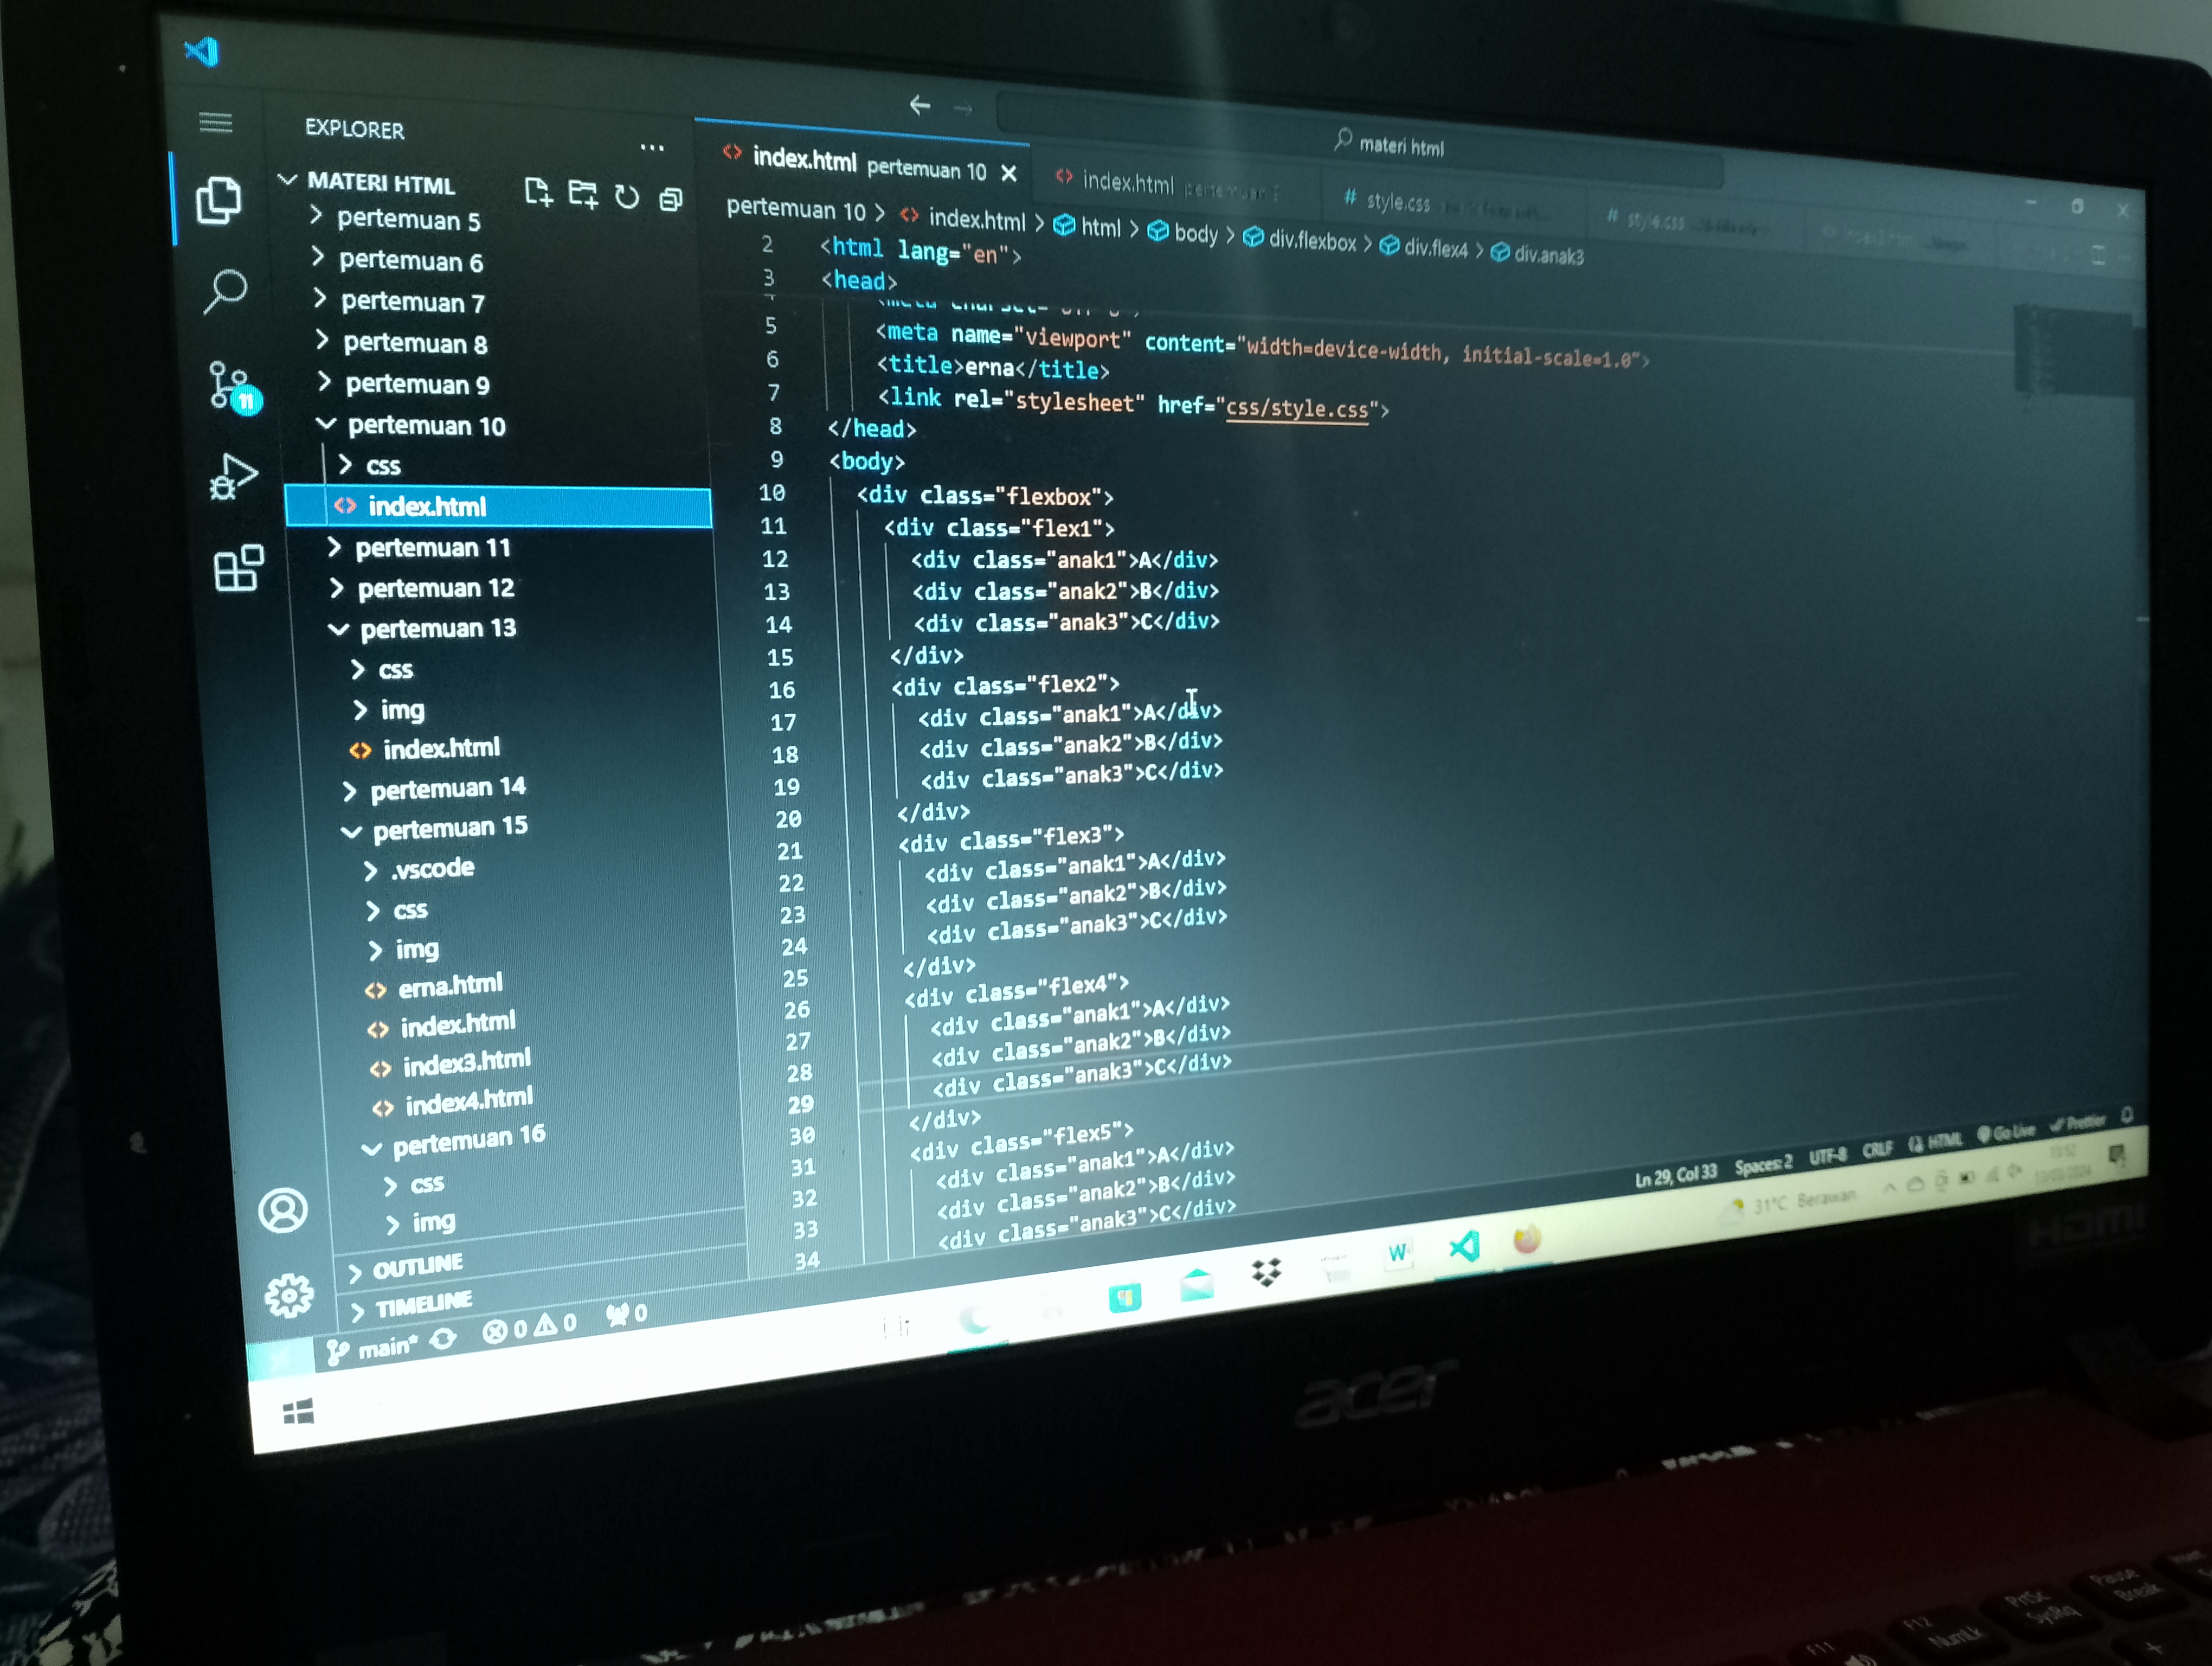 materi html
EXPLORER
MATERI HTML
pertemuan 5
pertemuan 6
pertemuan 7
pertemuan 8
pertemuan 9
pertemuan 10
css
index.html
pertemuan 11
pertemuan 12
pertemuan 13
css
img
index.html
pertemuan 14
pertemuan 15
.vscode
css
img
erna.html
index.html
index3.html
index4.html
pertemuan 16
css
img
OUTLINE
TIMELINE
11
index.html pertemuan 10
index.html
# style.css
# style.css
pertemuan 10 > index.html > html > body > div.flexbox > div.flex4 > div.anak3
2 <html lang="en">
3 <head>
5 <meta name="viewport" content="width=device-width, initial-scale=1.0">
6 <title>erna</title>
7 <link rel="stylesheet" href="css/style.css">
8 </head>
9 <body>
10 <div class="flexbox">
11 <div class="flex1">
12 <div class="anak1">A</div>
13 <div class="anak2">B</div>
14 <div class="anak3">C</div>
15 </div>
16 <div class="flex2">
17 <div class="anak1">A</div>
18 <div class="anak2">B</div>
19 <div class="anak3">C</div>
20 </div>
21 <div class="flex3">
22 <div class="anak1">A</div>
23 <div class="anak2">B</div>
24 <div class="anak3">C</div>
25 </div>
26 <div class="flex4">
27 <div class="anak1">A</div>
28 <div class="anak2">B</div>
29 <div class="anak3">C</div>
30 </div>
31 <div class="flex5">
32 <div class="anak1">A</div>
33 <div class="anak2">B</div>
34 <div class="anak3">C</div>
main* 0 0 0
Ln 29, Col 33 Spaces: 2 UTF-8 CRLF HTML Go Live Prettier
31°C Berawan
W
HDMI
acer
F11
F12
NumLk
PrtSc
SysRq
Pause
Break